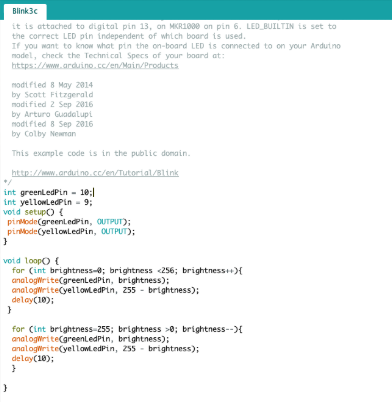 Blink3c
it is attached to digital pin 13, on MKR1000 on pin 6. LED_BUILTIN is set to
the correct LED pin independent of which board is used.
If you want to know what pin the on-board LED is connected to on your Arduino
model, check the Technical Specs of your board at:
https://www.arduino.cc/en/Main/Products
modified 8 May 2014
by Scott Fitzgerald
modified 2 Sep 2016
by Arturo Guadalupi
modified 8 Sep 2016
by Colby Newman
This example code is in the public domain.
http://www.arduino.cc/en/Tutorial/Blink
*/
int greenLedPin = 10;
int yellowLedPin = 9;
void setup() {
pinMode(greenLedPin, OUTPUT);
pinMode(yellowLedPin, OUTPUT);
}
void loop() {
for (int brightness=0; brightness <256; brightness++){
analogWrite(greenLedPin, brightness);
analogWrite(yellowLedPin, 255 - brightness);
delay(10);
}
for (int brightness=255; brightness >0; brightness--){
analogWrite(greenLedPin, brightness);
analogWrite(yellowLedPin, 255 - brightness);
delay(10);
}
}